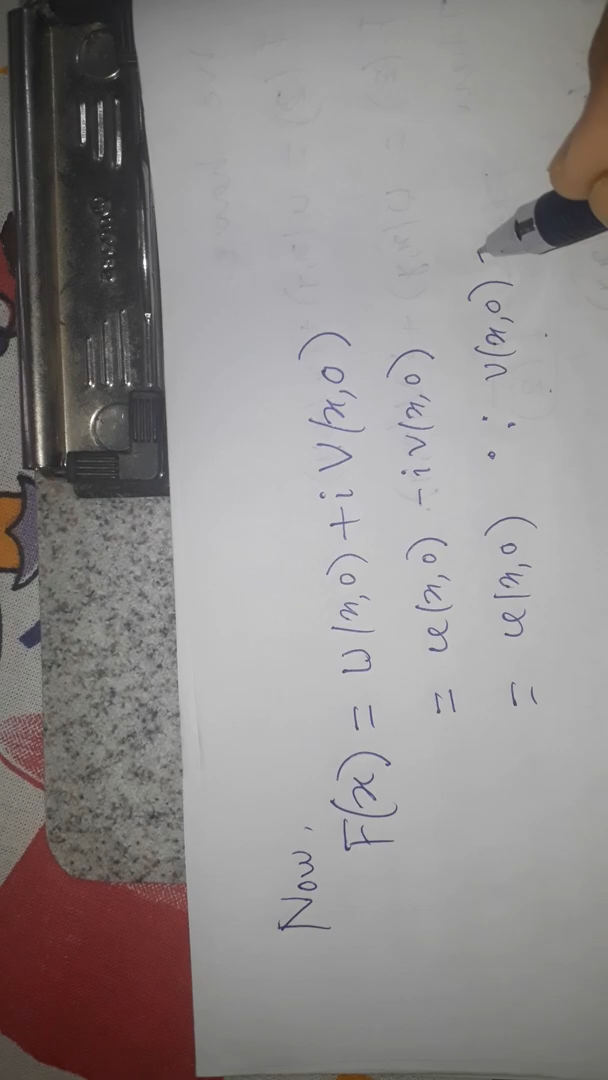 Now,
F(x) = U(x,0) + i V(x,0)
= u(x,0) - i v(x,0)
= u(x,0) ∵ v(x,0) =